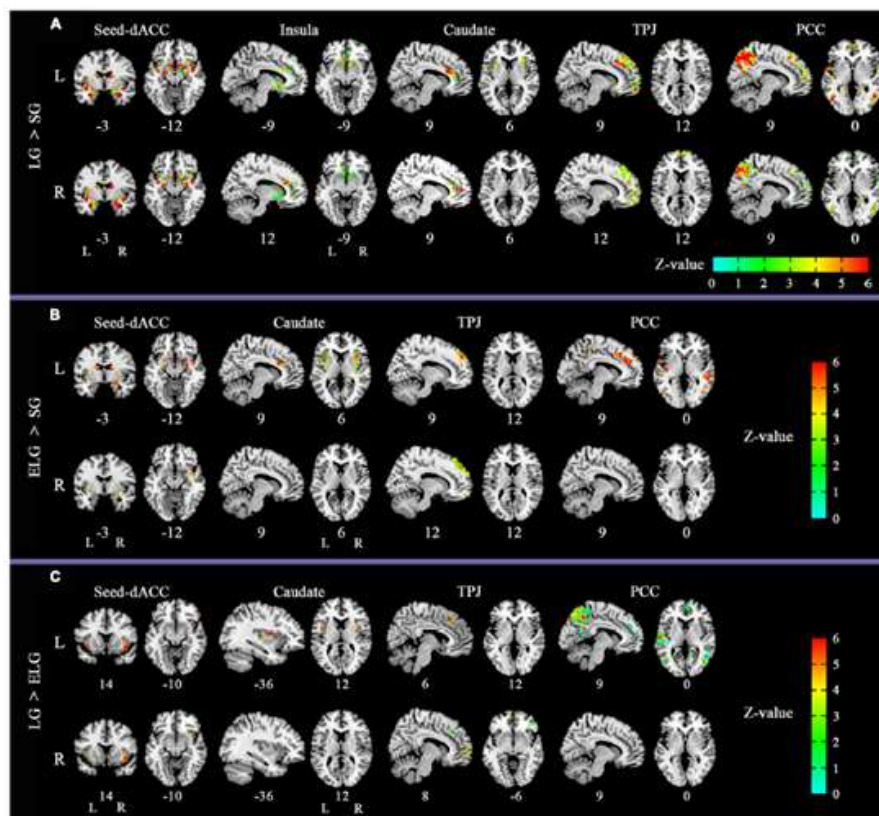 A
Seed-dACC Insula Caudate TPJ PCC
LG > SG
L
-3 -12 -9 -9 9 6 9 12 9 0
R
-3 -12 12 -9 9 6 12 12 9 0
L R L R
Z-value
0 1 2 3 4 5 6
B
Seed-dACC Caudate TPJ PCC
ELG > SG
L
-3 -12 9 6 9 12 9 0
R
-3 -12 9 6 12 12 9 0
L R L R
Z-value
6
5
4
3
2
1
0
C
Seed-dACC Caudate TPJ PCC
LG > ELG
L
14 -10 -36 12 6 12 9 0
R
14 -10 -36 12 8 -6 9 0
L R L R
Z-value
6
5
4
3
2
1
0